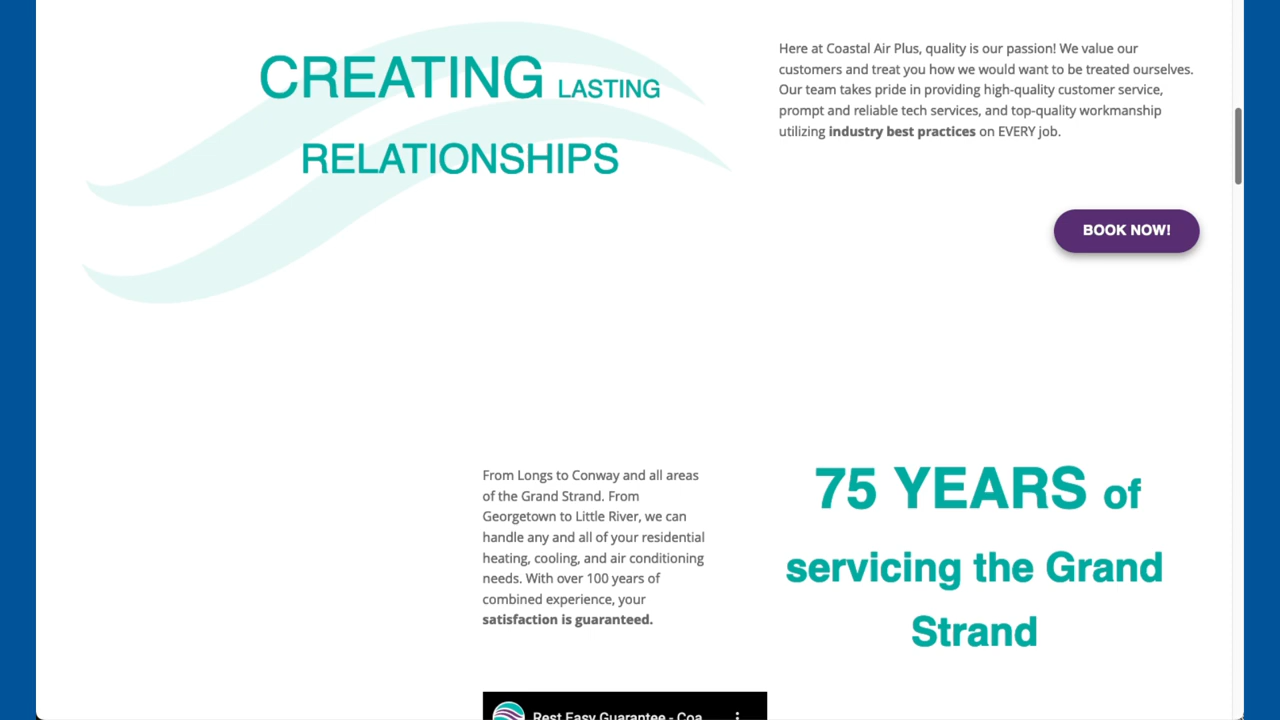 CREATING LASTING
RELATIONSHIPS
Here at Coastal Air Plus, quality is our passion! We value our
customers and treat you how we would want to be treated ourselves.
Our team takes pride in providing high-quality customer service,
prompt and reliable tech services, and top-quality workmanship
utilizing industry best practices on EVERY job.
BOOK NOW!
From Longs to Conway and all areas
of the Grand Strand. From
Georgetown to Little River, we can
handle any and all of your residential
heating, cooling, and air conditioning
needs. With over 100 years of
combined experience, your
satisfaction is guaranteed.
75 YEARS of
servicing the Grand
Strand
Rest Easy Guarantee - Coa